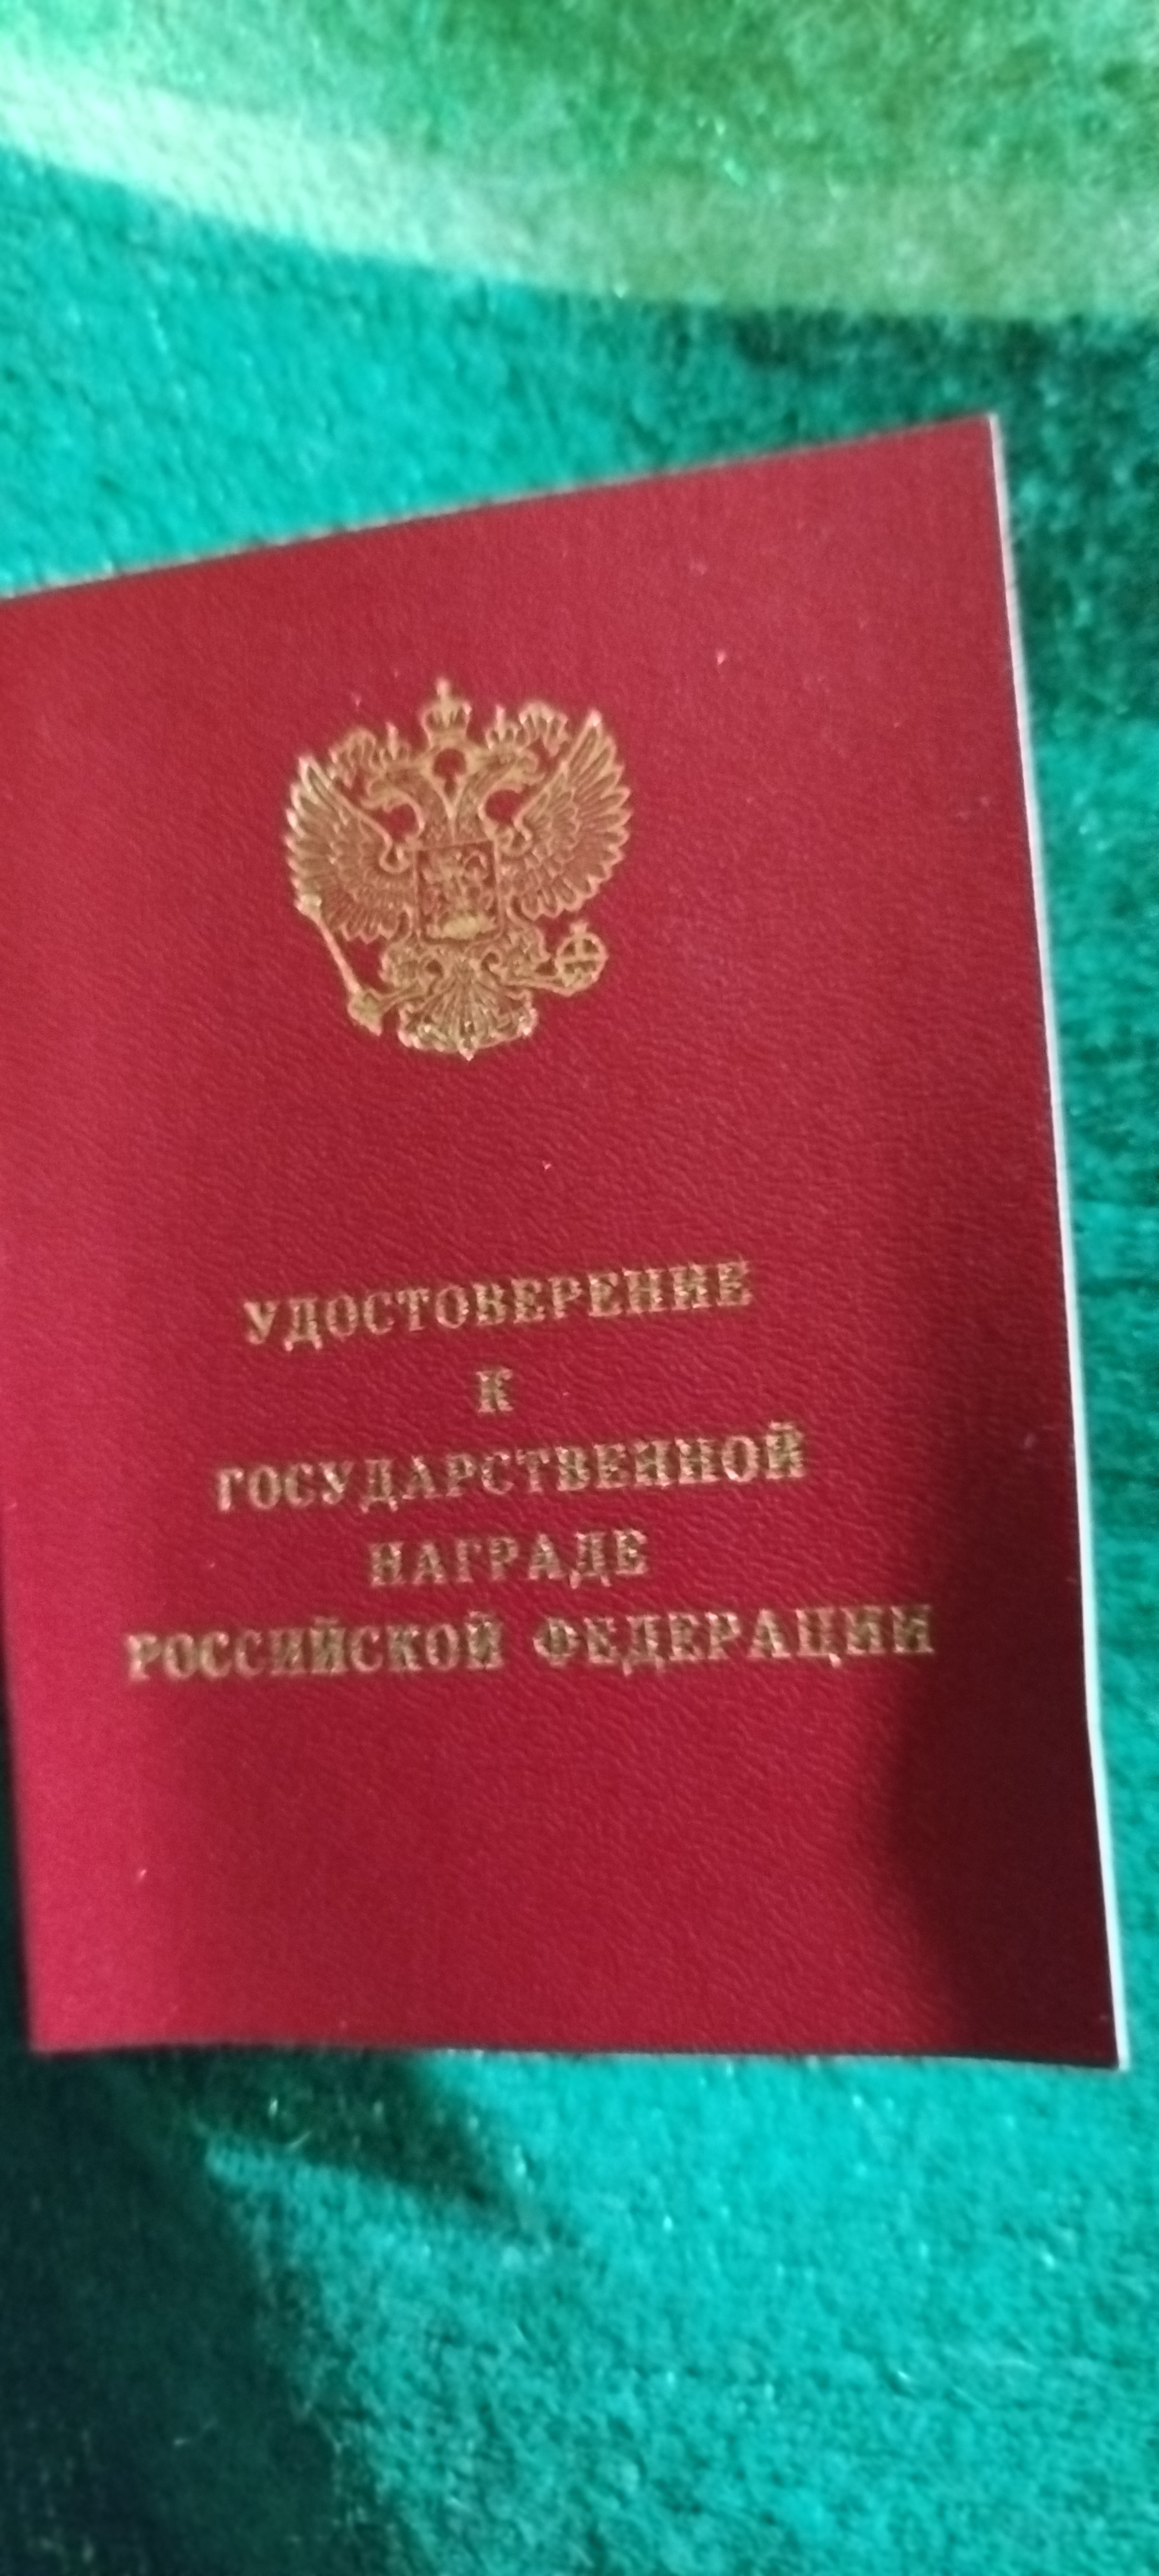 УДОСТОВЕРЕНИЕ
К
ГОСУДАРСТВЕННОЙ
НАГРАДЕ
РОССИЙСКОЙ ФЕДЕРАЦИИ